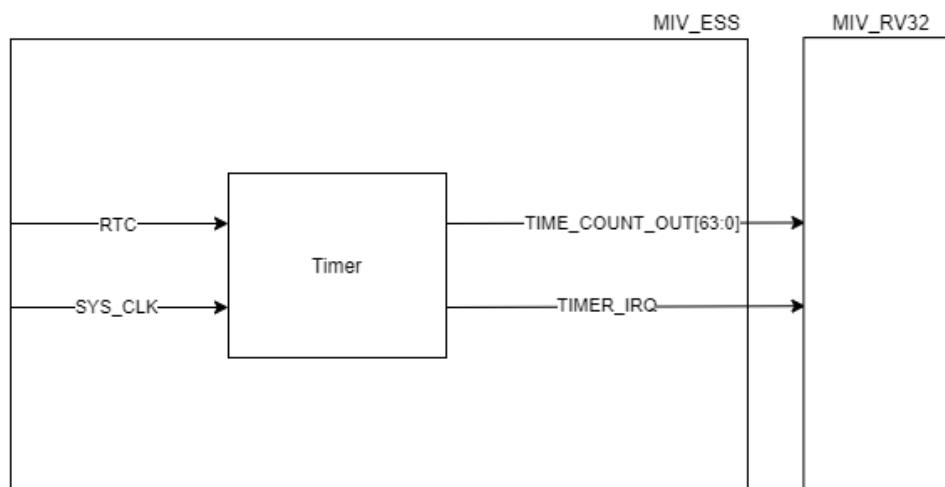 MIV_ESS
MIV_RV32
RTC
TIME_COUNT_OUT[63:0]
Timer
SYS_CLK
TIMER_IRQ